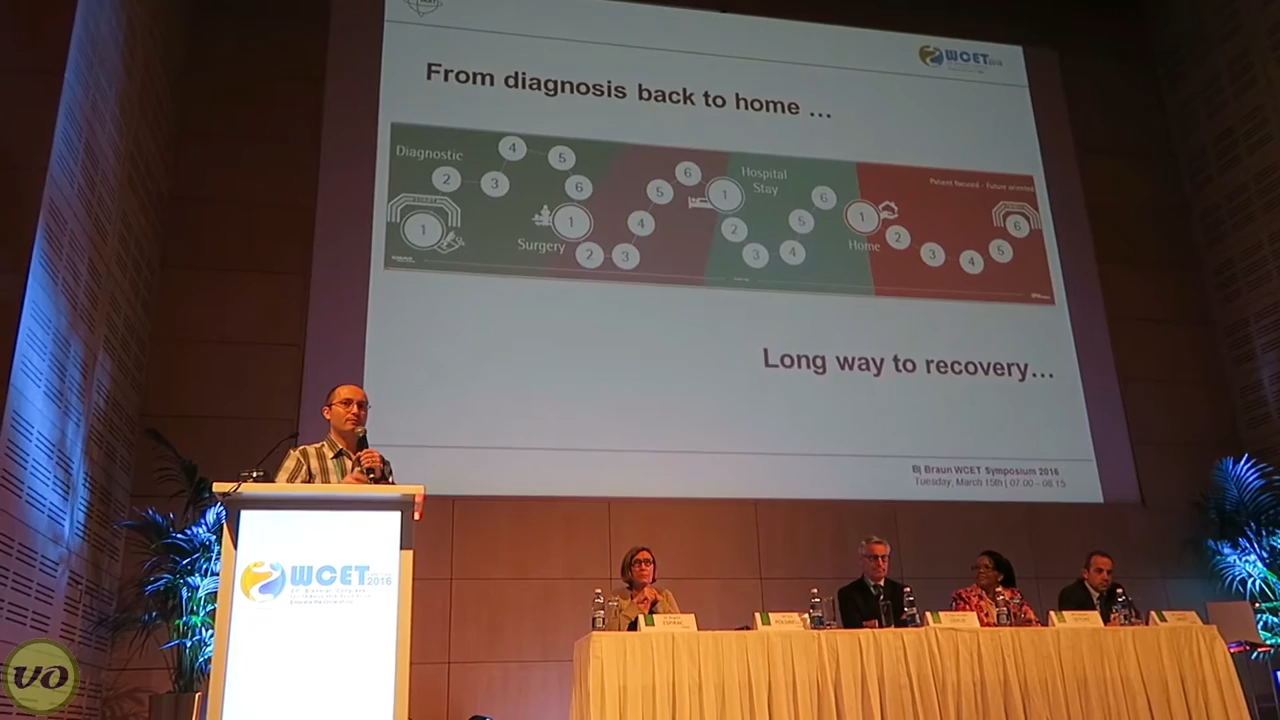 WCET
From diagnosis back to home ...
Diagnostic
1
2
3
4
5
6
Surgery
1
2
3
4
5
6
Hospital
Stay
1
2
3
4
5
6
Home
1
2
3
4
5
6
Patient focused - Future oriented
Long way to recovery...
B| Braun WCET Symposium 2016
Tuesday, March 15th | 07.00 – 08.15
WCET
2016
ESPIRAC
VO